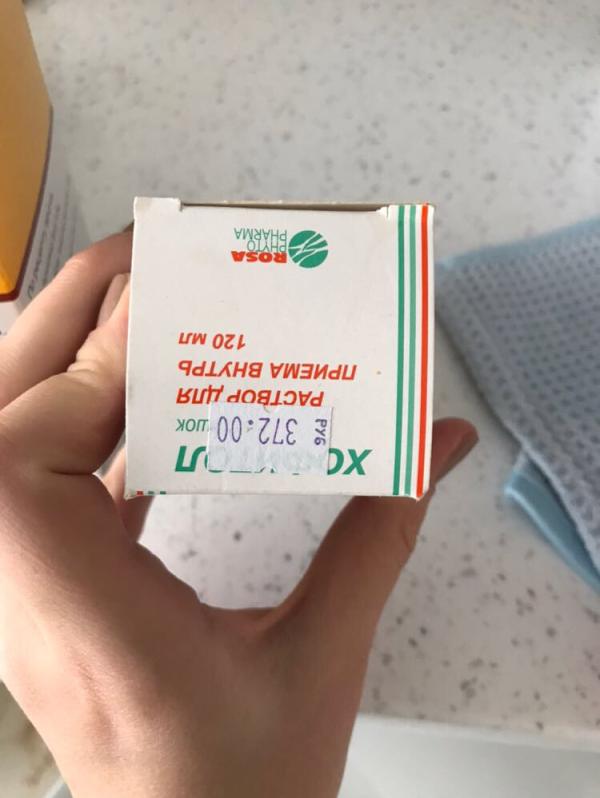 ХОФИТОЛ
РУБ 372.00
РАСТВОР ДЛЯ
ПРИЕМА ВНУТРЬ
120 МЛ
ROSA
PHYTO
PHARMA